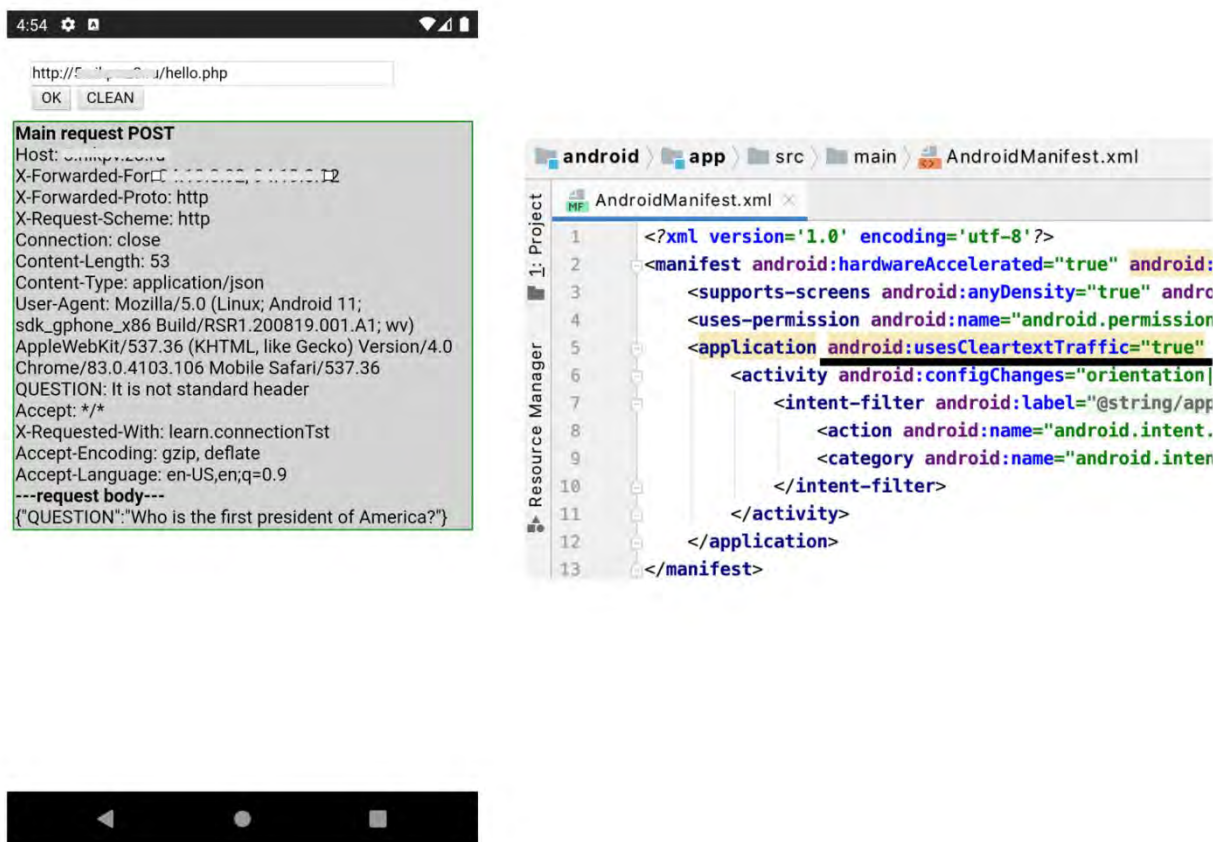 4:54
http:// /hello.php
OK CLEAN
Main request POST
Host:
X-Forwarded-For
X-Forwarded-Proto: http
X-Request-Scheme: http
Connection: close
Content-Length: 53
Content-Type: application/json
User-Agent: Mozilla/5.0 (Linux; Android 11;
sdk_gphone_x86 Build/RSR1.200819.001.A1; wv)
AppleWebKit/537.36 (KHTML, like Gecko) Version/4.0
Chrome/83.0.4103.106 Mobile Safari/537.36
QUESTION: It is not standard header
Accept: */*
X-Requested-With: learn.connectionTst
Accept-Encoding: gzip, deflate
Accept-Language: en-US,en;q=0.9
---request body---
{"QUESTION":"Who is the first president of America?"}
android app src main AndroidManifest.xml
1: Project
Resource Manager
MF AndroidManifest.xml
1 <?xml version='1.0' encoding='utf-8'?>
2 <manifest android:hardwareAccelerated="true" android:
3 <supports-screens android:anyDensity="true" andro
4 <uses-permission android:name="android.permission
5 <application android:usesCleartextTraffic="true"
6 <activity android:configChanges="orientation|
7 <intent-filter android:label="@string/app
8 <action android:name="android.intent.
9 <category android:name="android.inten
10 </intent-filter>
11 </activity>
12 </application>
13 </manifest>